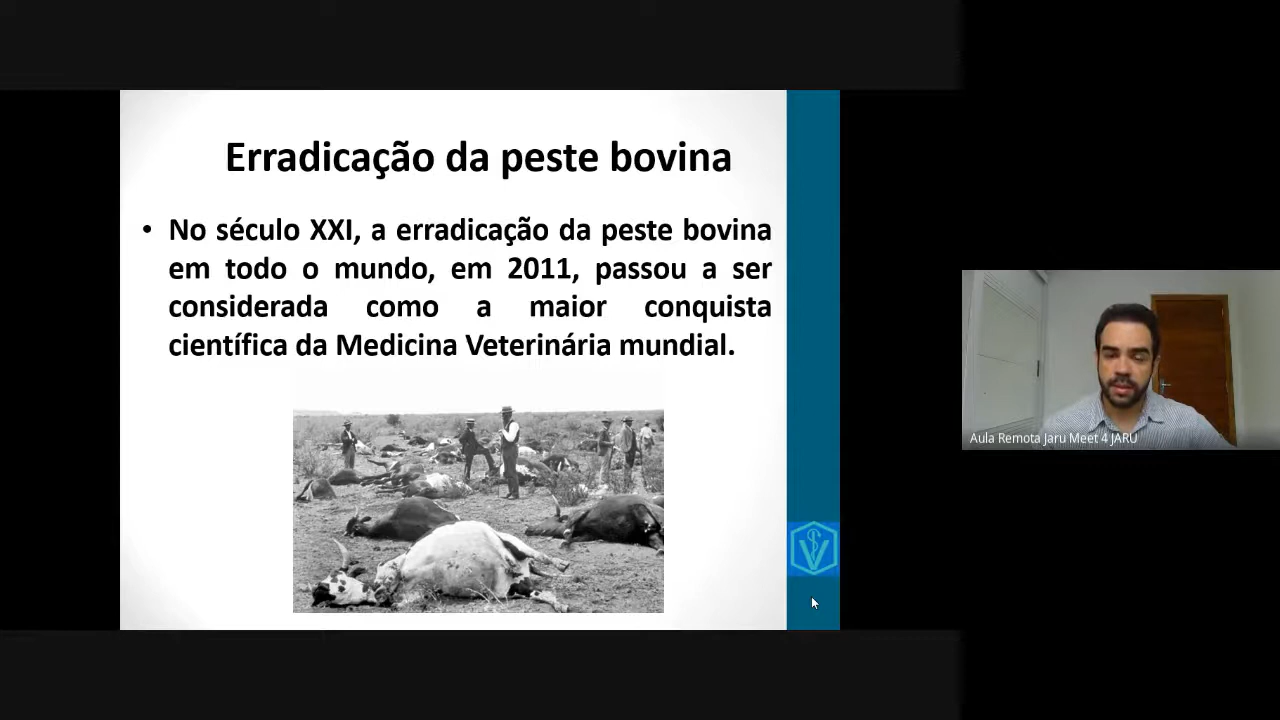 Erradicação da peste bovina
• No século XXI, a erradicação da peste bovina
em todo o mundo, em 2011, passou a ser
considerada como a maior conquista
científica da Medicina Veterinária mundial.
Aula Remota Jaru Meet 4 JARU